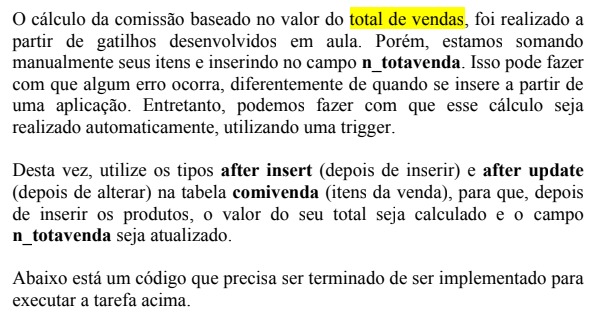 O cálculo da comissão baseado no valor do total de vendas, foi realizado a
partir de gatilhos desenvolvidos em aula. Porém, estamos somando
manualmente seus itens e inserindo no campo n_totavenda. Isso pode fazer
com que algum erro ocorra, diferentemente de quando se insere a partir de
uma aplicação. Entretanto, podemos fazer com que esse cálculo seja
realizado automaticamente, utilizando uma trigger.
Desta vez, utilize os tipos after insert (depois de inserir) e after update
(depois de alterar) na tabela comivenda (itens da venda), para que, depois
de inserir os produtos, o valor do seu total seja calculado e o campo
n_totavenda seja atualizado.
Abaixo está um código que precisa ser terminado de ser implementado para
executar a tarefa acima.